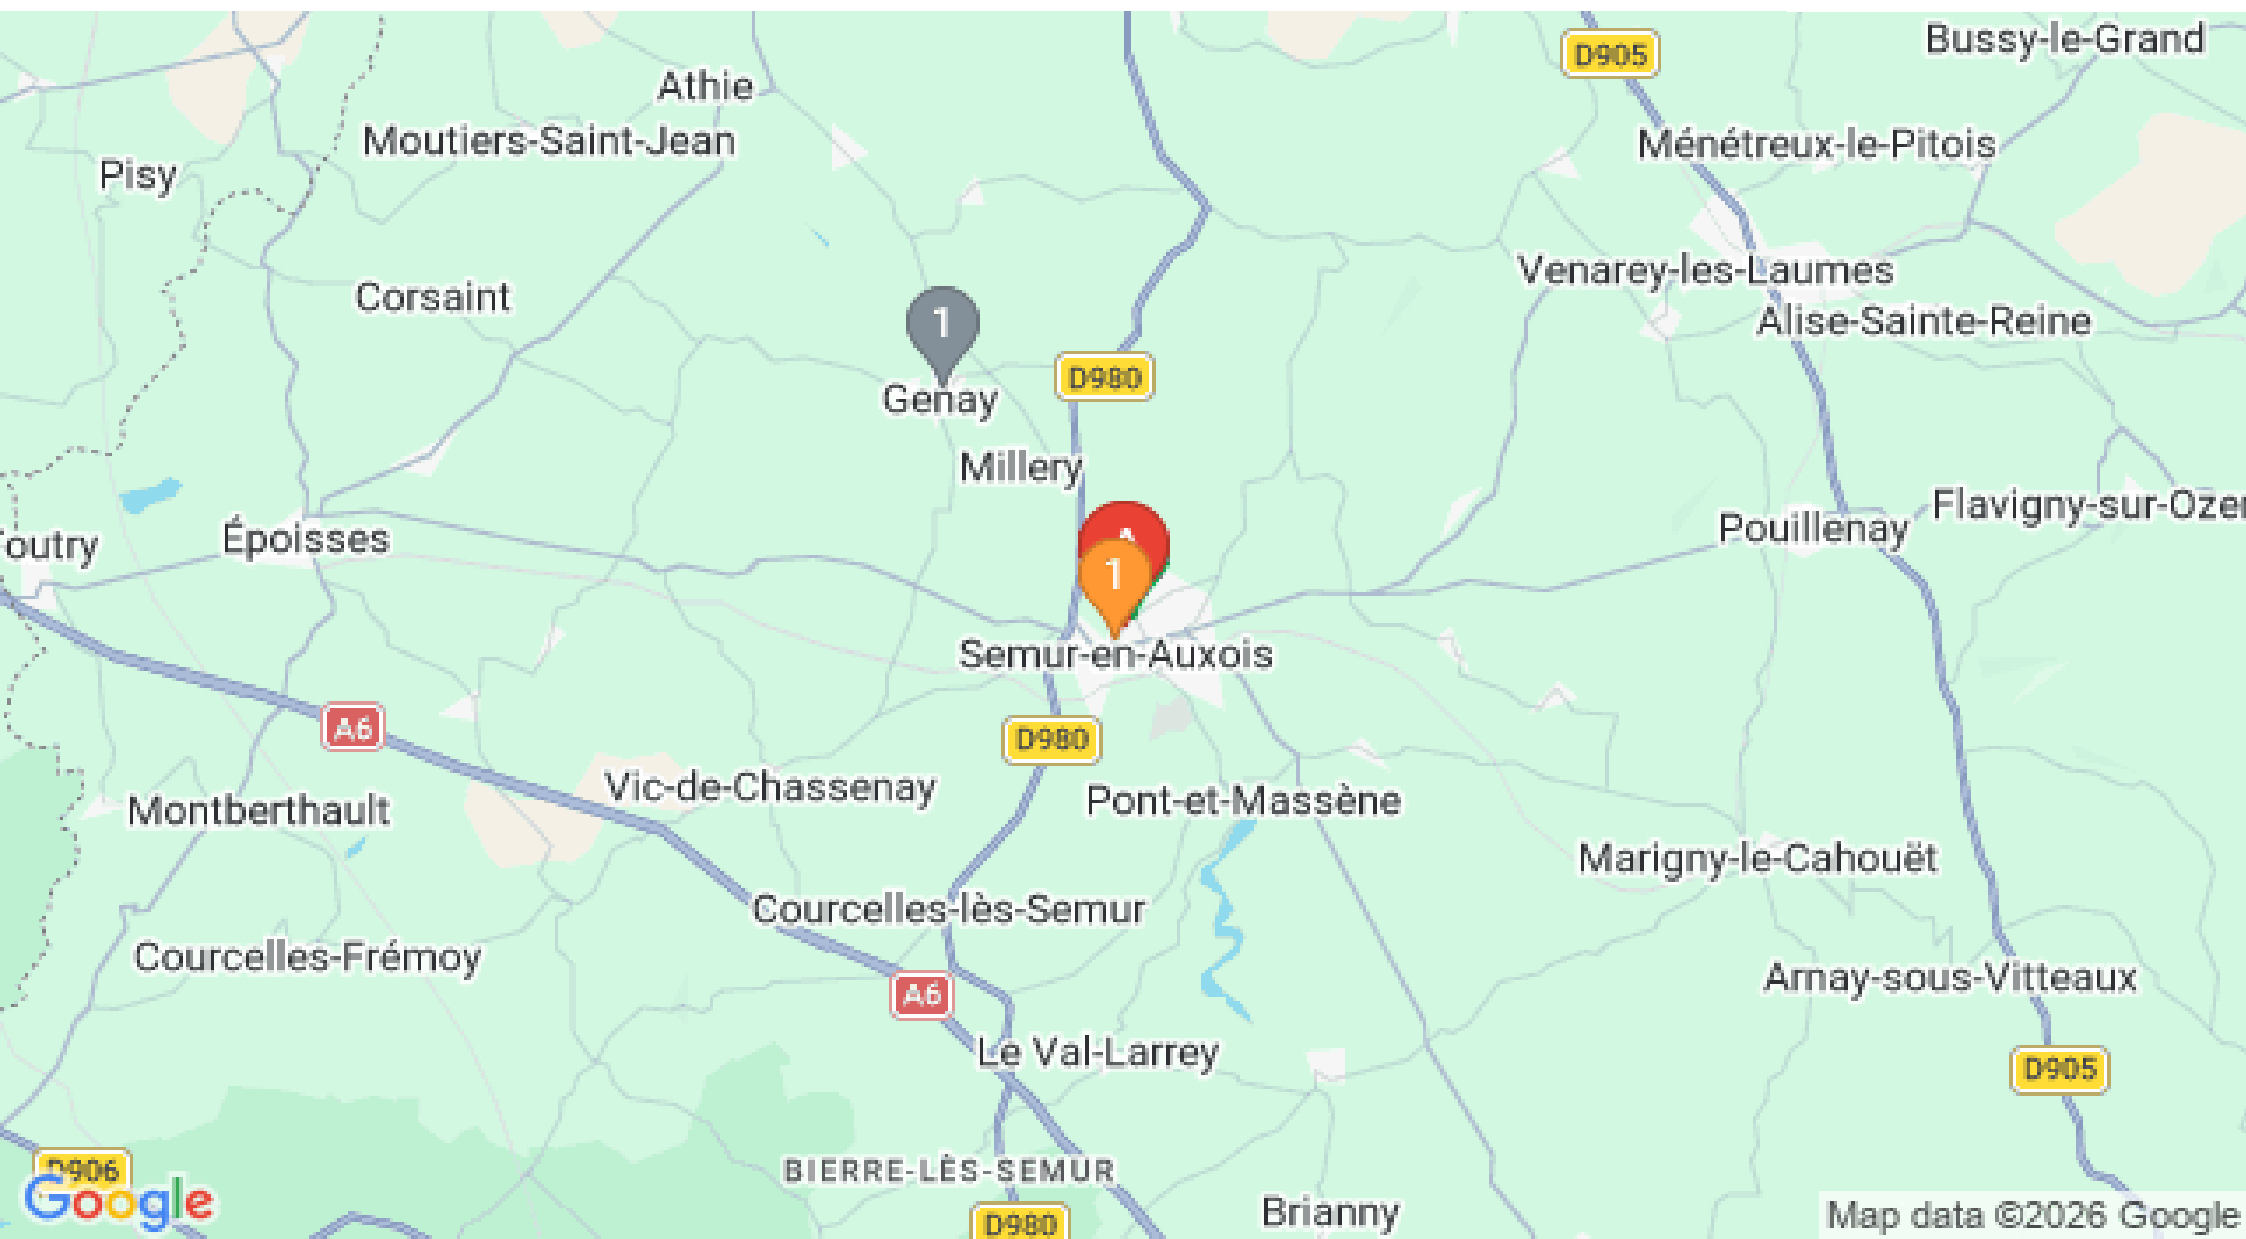 Bussy-le-Grand
D905
Athie
Moutiers-Saint-Jean
Ménétreux-le-Pitois
Pisy
Venarey-les-Laumes
Corsaint
1
Alise-Sainte-Reine
D980
Genay
Millery
Flavigny-sur-Ozer
Pouillenay
Époisses
outry
1
Semur-en-Auxois
A6
D980
Vic-de-Chassenay
Pont-et-Massène
Montberthault
Marigny-le-Cahouët
Courcelles-lès-Semur
Courcelles-Frémoy
Arnay-sous-Vitteaux
A6
Le Val-Larrey
D905
D906
BIERRE-LÈS-SEMUR
Google
Brianny
D980
Map data ©2026 Google